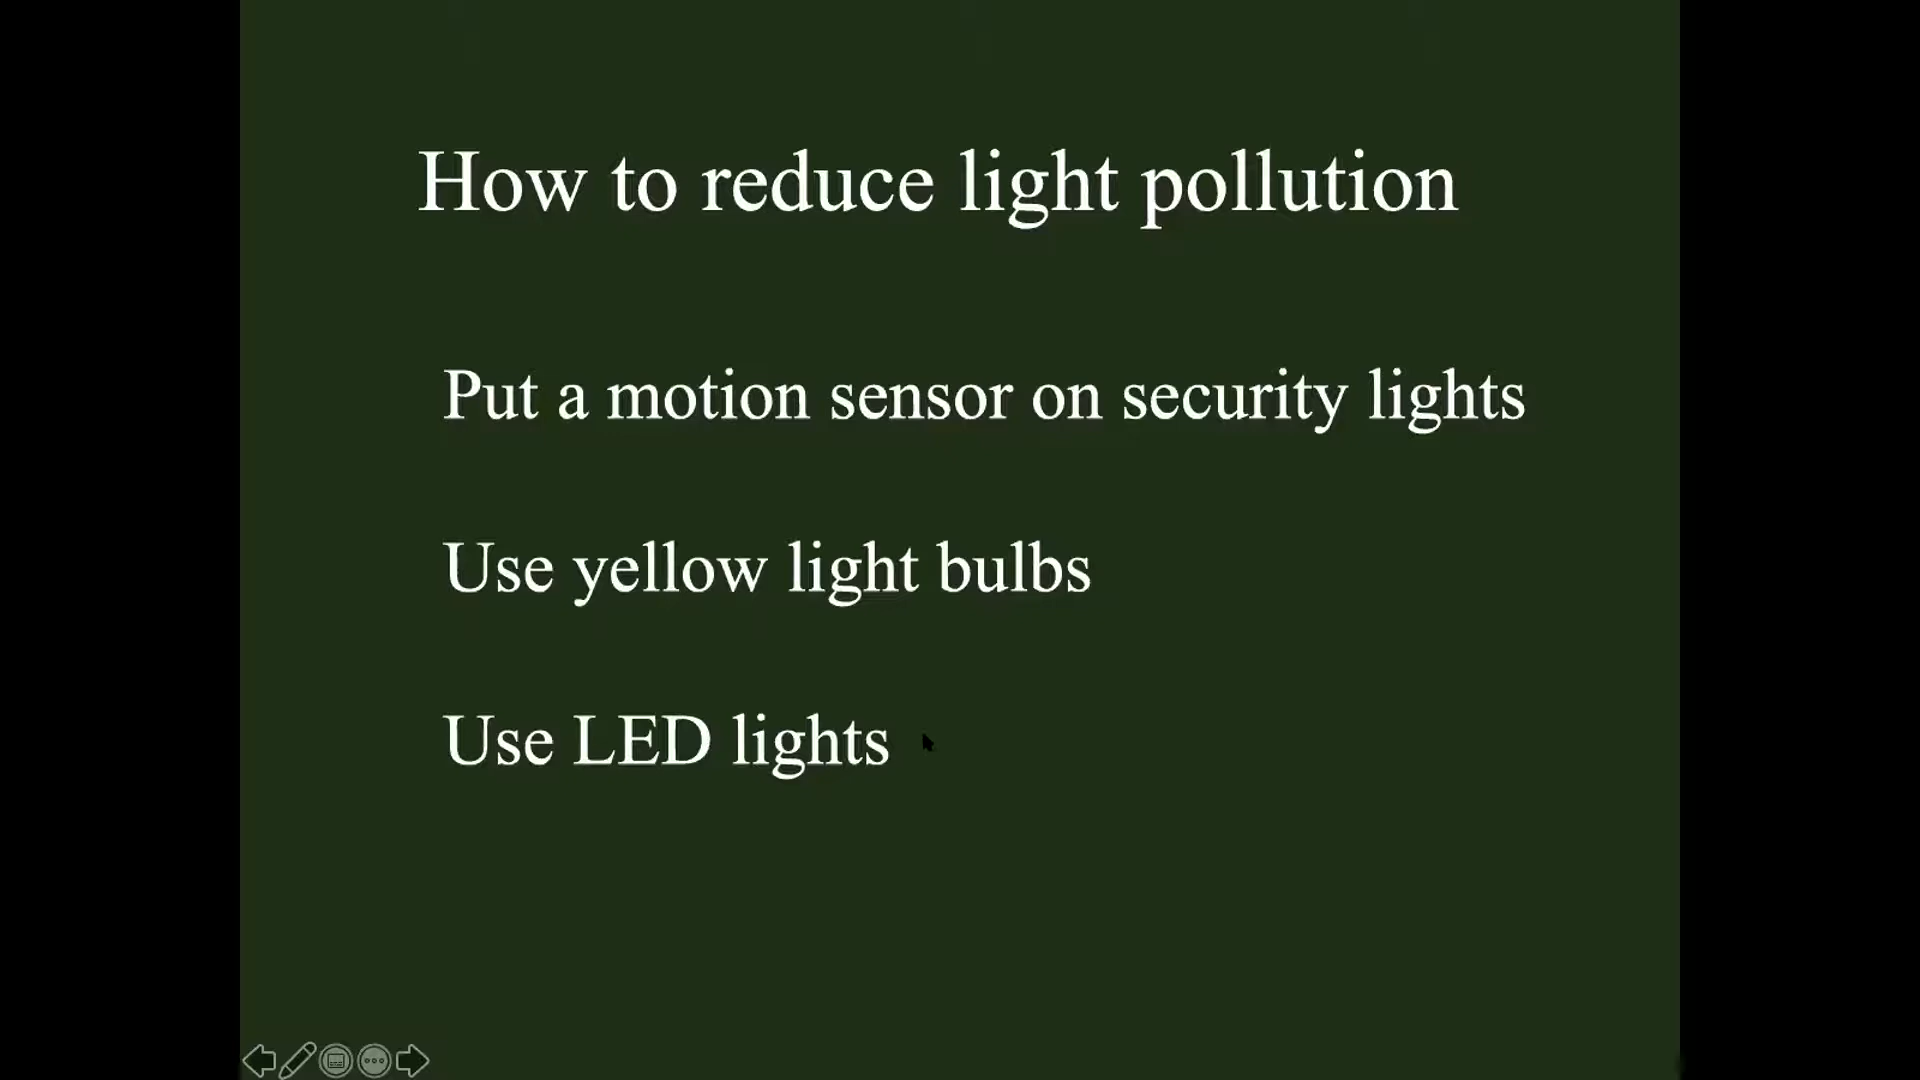 How to reduce light pollution
Put a motion sensor on security lights
Use yellow light bulbs
Use LED lights